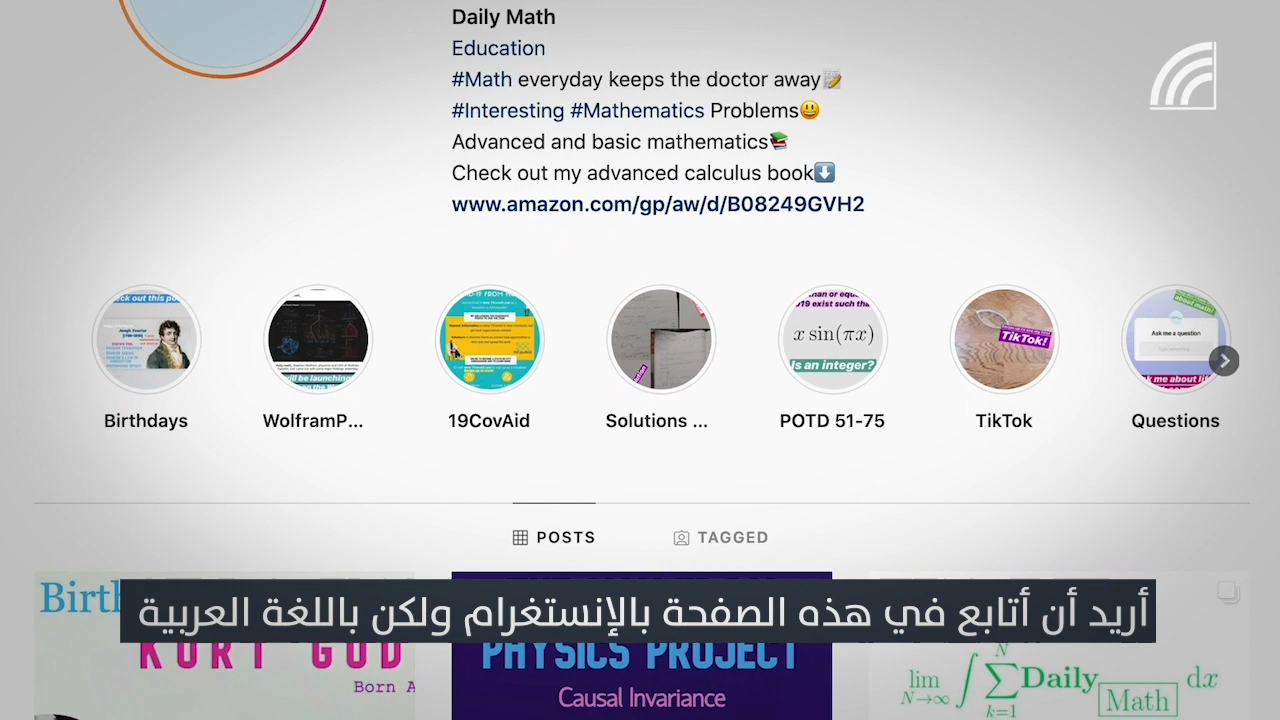 Daily Math
Education
#Math everyday keeps the doctor away📝
#Interesting #Mathematics Problems😃
Advanced and basic mathematics📚
Check out my advanced calculus book⬇️
www.amazon.com/gp/aw/d/B08249GVH2
x sin(πx)
Is an integer?
TikTok!
Ask me a question
Birthdays
WolframP...
19CovAid
Solutions ...
POTD 51-75
TikTok
Questions
POSTS
TAGGED
أريد أن أتابع في هذه الصفحة بالإنستغرام ولكن باللغة العربية
KURT GOD
Born A
PHYSICS PROJECT
Causal Invariance
lim N→∞ ∫ N ∑ k=1 Daily Math dx